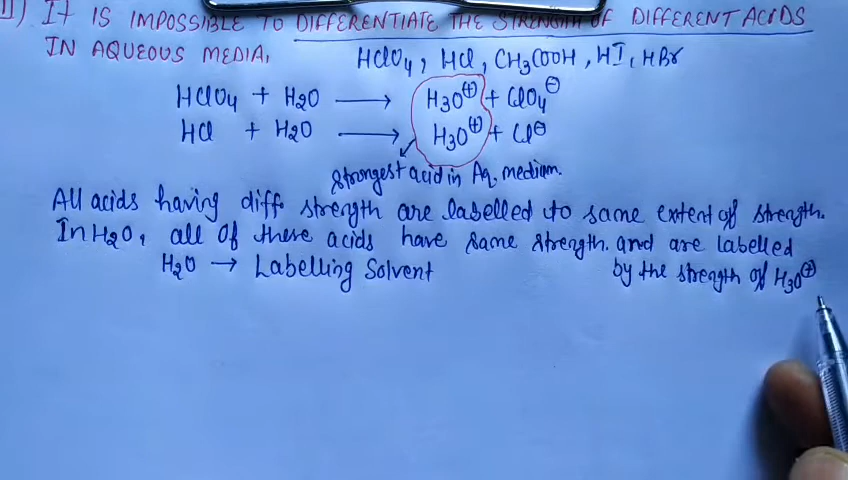 II) IT IS IMPOSSIBLE TO DIFFERENTIATE THE STRENGTH OF DIFFERENT ACIDS
IN AQUEOUS MEDIA,
HClO4, HCl, CH3COOH, HI, HBr
HClO4 + H2O → H3O⊕ + ClO4⊖
HCl + H2O → H3O⊕ + Cl⊖
strongest acid in Aq. medium.
All acids having diff strength are labelled to same extent of strength.
In H2O, all of these acids have same strength. and are labelled
by the strength of H3O⊕
H2O → Labelling Solvent